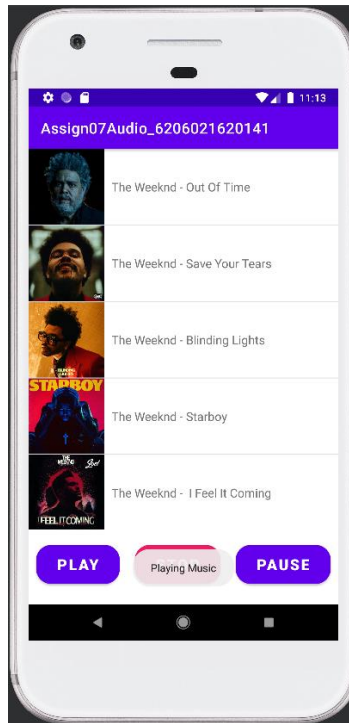 11:13
Assign07Audio_6206021620141
The Weeknd - Out Of Time
The Weeknd - Save Your Tears
The Weeknd - Blinding Lights
STARBOY
The Weeknd - Starboy
THE
WEEKND
I FEEL IT COMING
The Weeknd - I Feel It Coming
PLAY
Playing Music
PAUSE